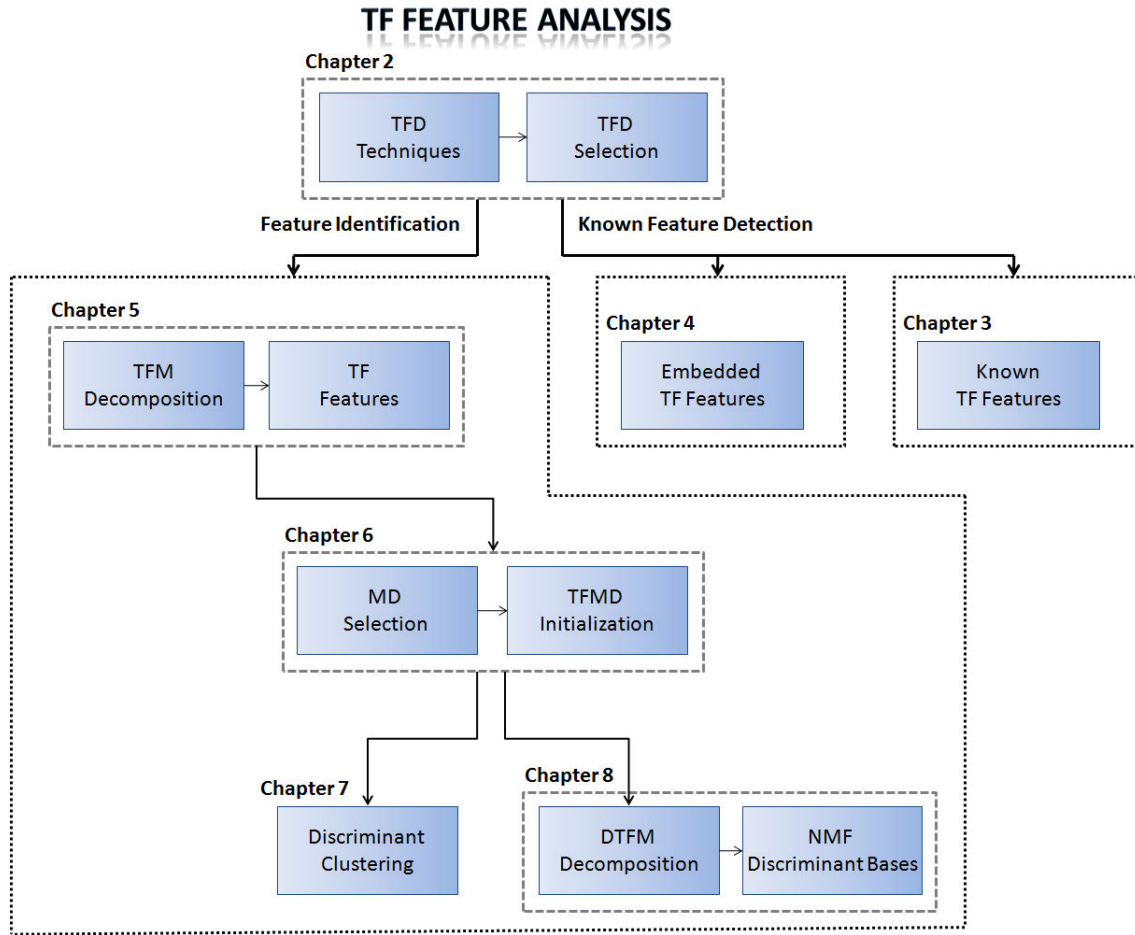 TF FEATURE ANALYSIS
Chapter 2
TFD
Techniques
TFD
Selection
Feature Identification
Known Feature Detection
Chapter 5
TFM
Decomposition
TF
Features
Chapter 4
Embedded
TF Features
Chapter 3
Known
TF Features
Chapter 6
MD
Selection
TFMD
Initialization
Chapter 7
Discriminant
Clustering
Chapter 8
DTFM
Decomposition
NMF
Discriminant Bases